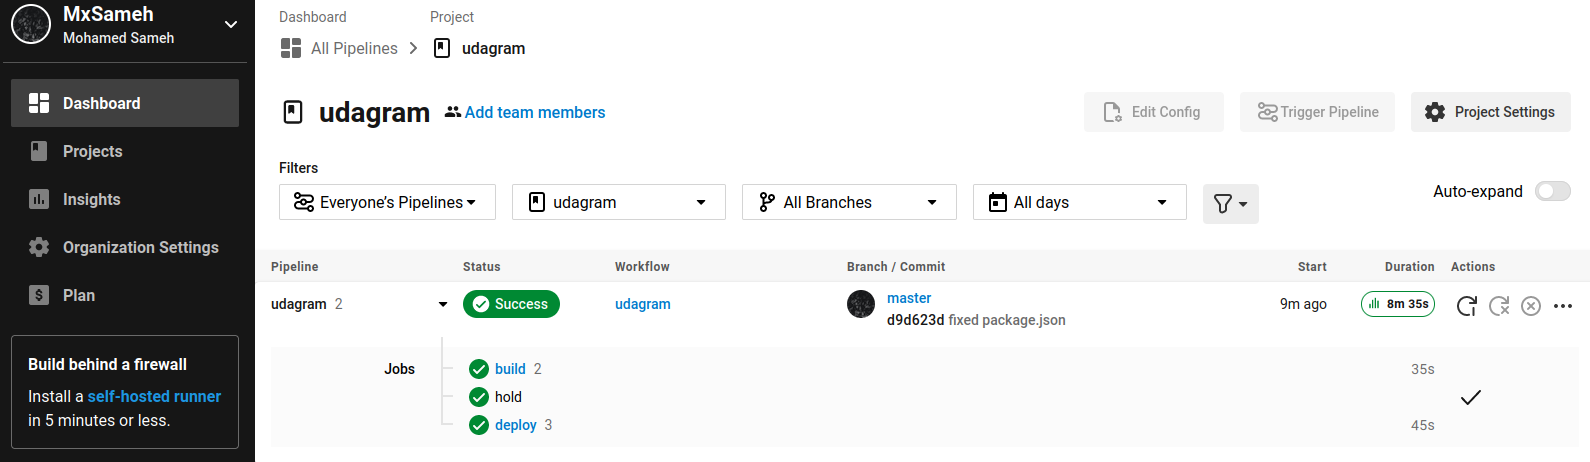 MxSameh
Mohamed Sameh
Dashboard
Projects
Insights
Organization Settings
Plan
Build behind a firewall
Install a self-hosted runner
in 5 minutes or less.
Dashboard Project
All Pipelines udagram
udagram Add team members
Edit Config Trigger Pipeline Project Settings
Filters
Everyone’s Pipelines udagram All Branches All days
Auto-expand
Pipeline Status Workflow Branch / Commit Start Duration Actions
udagram 2 Success udagram master 9m ago 8m 35s
d9d623d fixed package.json
Jobs build 2 35s
hold
deploy 3 45s